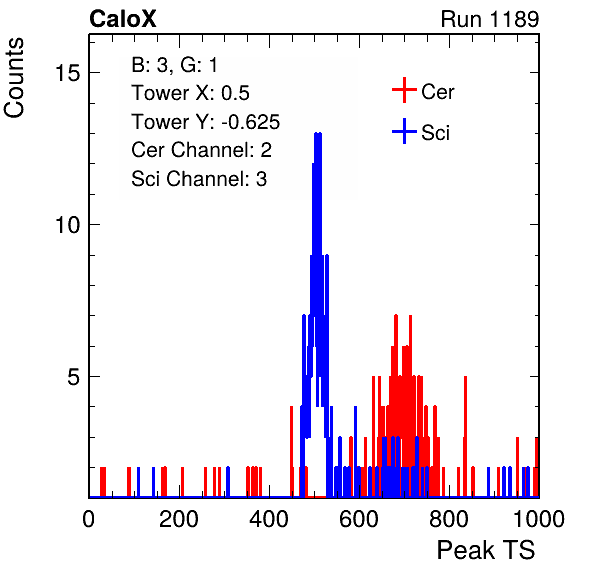 CaloX Run 1189
Counts
B: 3, G: 1
Tower X: 0.5
Tower Y: -0.625
Cer Channel: 2
Sci Channel: 3
Cer
Sci
15
10
5
0 200 400 600 800 1000
Peak TS